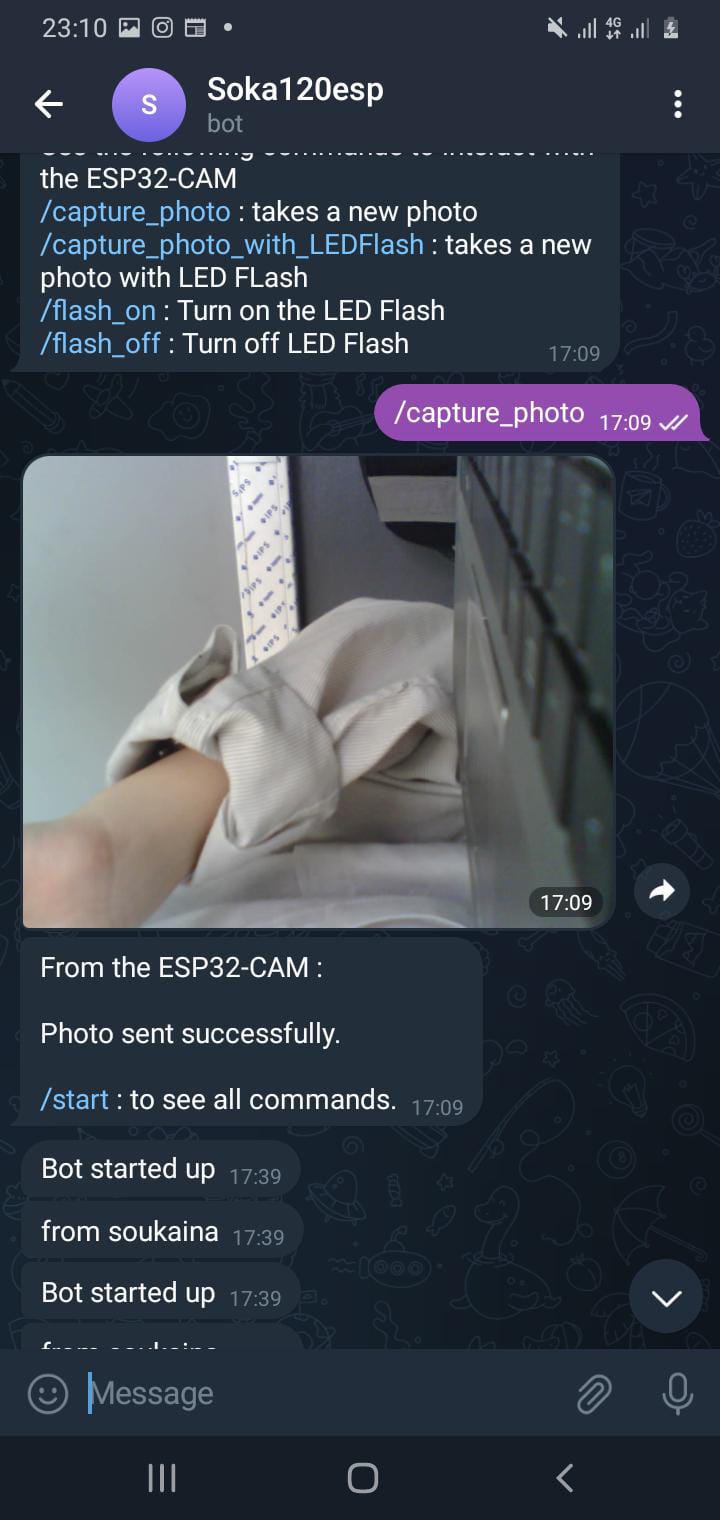 23:10
4G
Soka120esp
S
bot
the ESP32-CAM
/capture_photo : takes a new photo
/capture_photo_with_LEDFlash : takes a new
photo with LED FLash
/flash_on : Turn on the LED Flash
/flash_off : Turn off LED Flash
17:09
/capture_photo 17:09
17:09
From the ESP32-CAM :
Photo sent successfully.
/start : to see all commands. 17:09
Bot started up 17:39
from soukaina 17:39
Bot started up 17:39
Message